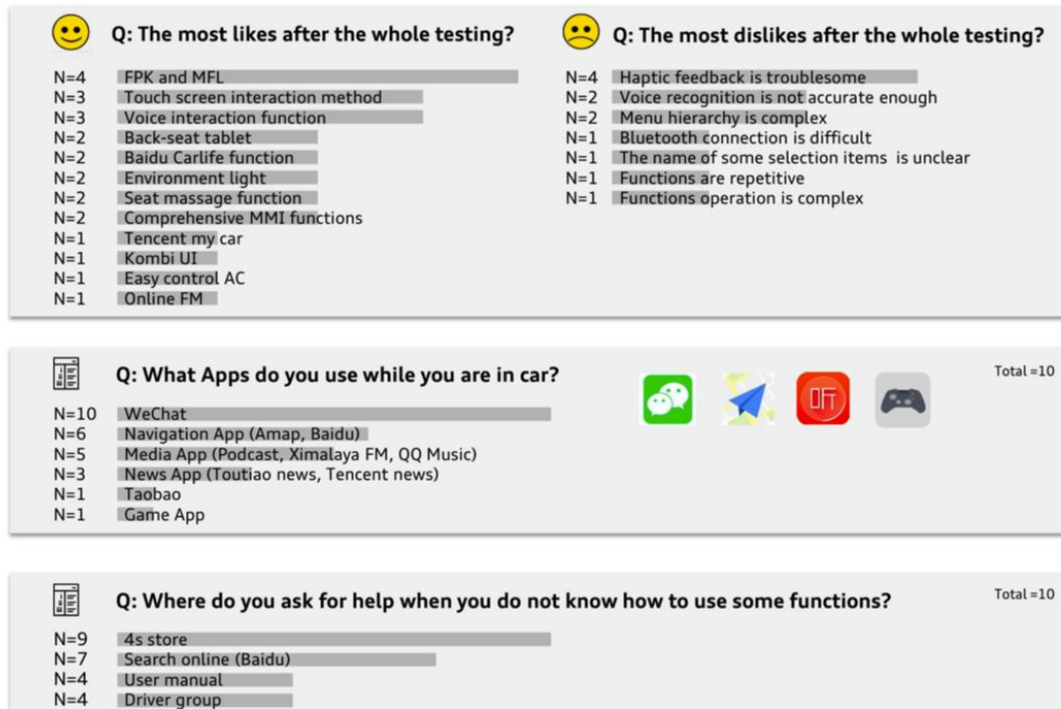 Q: The most likes after the whole testing?
N=4 FPK and MFL
N=3 Touch screen interaction method
N=3 Voice interaction function
N=2 Back-seat tablet
N=2 Baidu Carlife function
N=2 Environment light
N=2 Seat massage function
N=2 Comprehensive MMI functions
N=1 Tencent my car
N=1 Kombi UI
N=1 Easy control AC
N=1 Online FM
Q: The most dislikes after the whole testing?
N=4 Haptic feedback is troublesome
N=2 Voice recognition is not accurate enough
N=2 Menu hierarchy is complex
N=1 Bluetooth connection is difficult
N=1 The name of some selection items is unclear
N=1 Functions are repetitive
N=1 Functions operation is complex
Q: What Apps do you use while you are in car?
听
Total =10
N=10 WeChat
N=6 Navigation App (Amap, Baidu)
N=5 Media App (Podcast, Ximalaya FM, QQ Music)
N=3 News App (Toutiao news, Tencent news)
N=1 Taobao
N=1 Game App
Q: Where do you ask for help when you do not know how to use some functions?
Total =10
N=9 4s store
N=7 Search online (Baidu)
N=4 User manual
N=4 Driver group